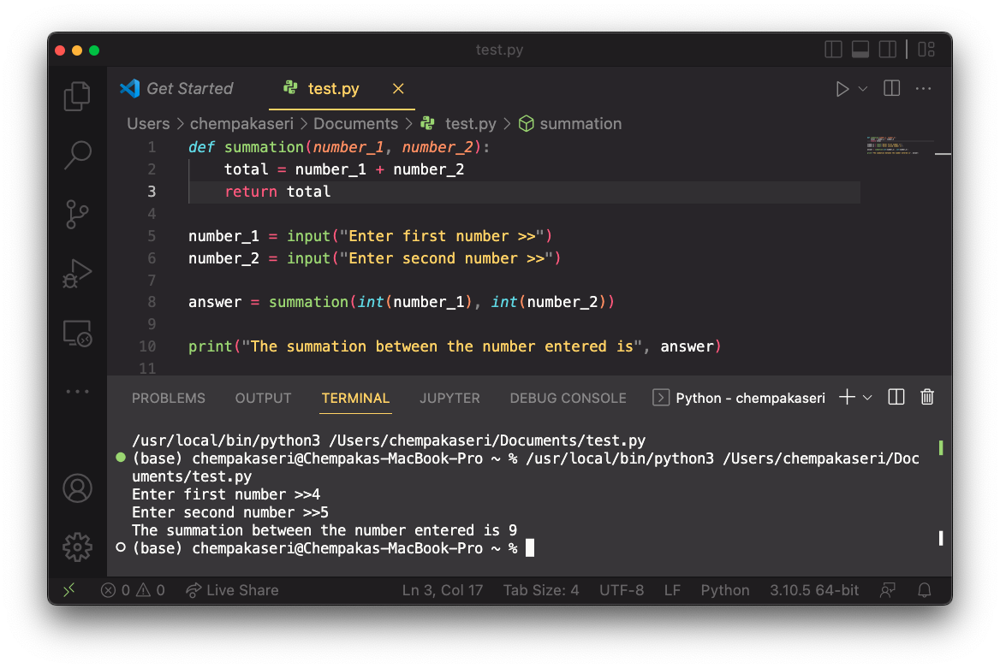 test.py
Get Started test.py
Users > chempakaseri > Documents > test.py > summation
1 def summation(number_1, number_2):
2     total = number_1 + number_2
3     return total
4
5 number_1 = input("Enter first number >>")
6 number_2 = input("Enter second number >>")
7
8 answer = summation(int(number_1), int(number_2))
9
10 print("The summation between the number entered is", answer)
11
PROBLEMS OUTPUT TERMINAL JUPYTER DEBUG CONSOLE Python - chempakaseri
/usr/local/bin/python3 /Users/chempakaseri/Documents/test.py
(base) chempakaseri@Chempakas-MacBook-Pro ~ % /usr/local/bin/python3 /Users/chempakaseri/Doc
uments/test.py
Enter first number >>4
Enter second number >>5
The summation between the number entered is 9
(base) chempakaseri@Chempakas-MacBook-Pro ~ %
0 0 Live Share Ln 3, Col 17 Tab Size: 4 UTF-8 LF Python 3.10.5 64-bit